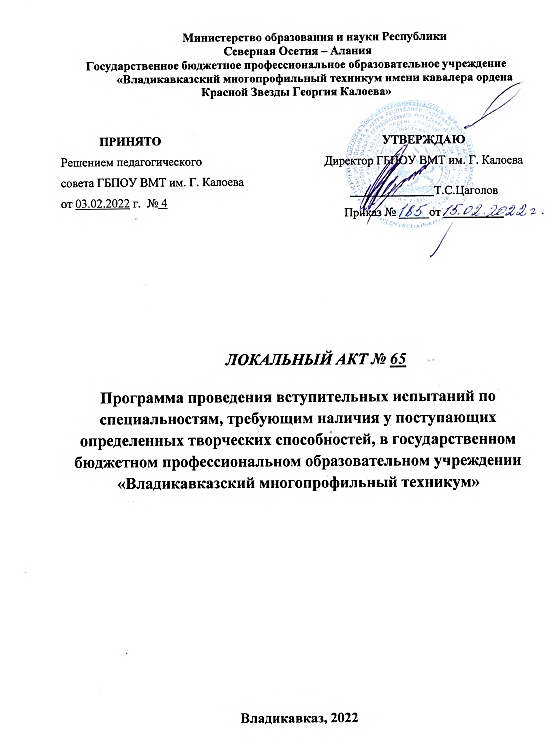 Министерство образования и науки Республики
Северная Осетия – Алания
Государственное бюджетное профессиональное образовательное учреждение
«Владикавказский многопрофильный техникум имени кавалера ордена
Красной Звезды Георгия Калоева»
ПРИНЯТО
Решением педагогического
совета ГБПОУ ВМТ им. Г. Калоева
от 03.02.2022 г. № 4
УТВЕРЖДАЮ
Директор ГБПОУ ВМТ им. Г. Калоева
Т.С.Цаголов
Приказ № 185 от 15.02.2022 г.
ЛОКАЛЬНЫЙ АКТ № 65
Программа проведения вступительных испытаний по
специальностям, требующим наличия у поступающих
определенных творческих способностей, в государственном
бюджетном профессиональном образовательном учреждении
«Владикавказский многопрофильный техникум»
Владикавказ, 2022